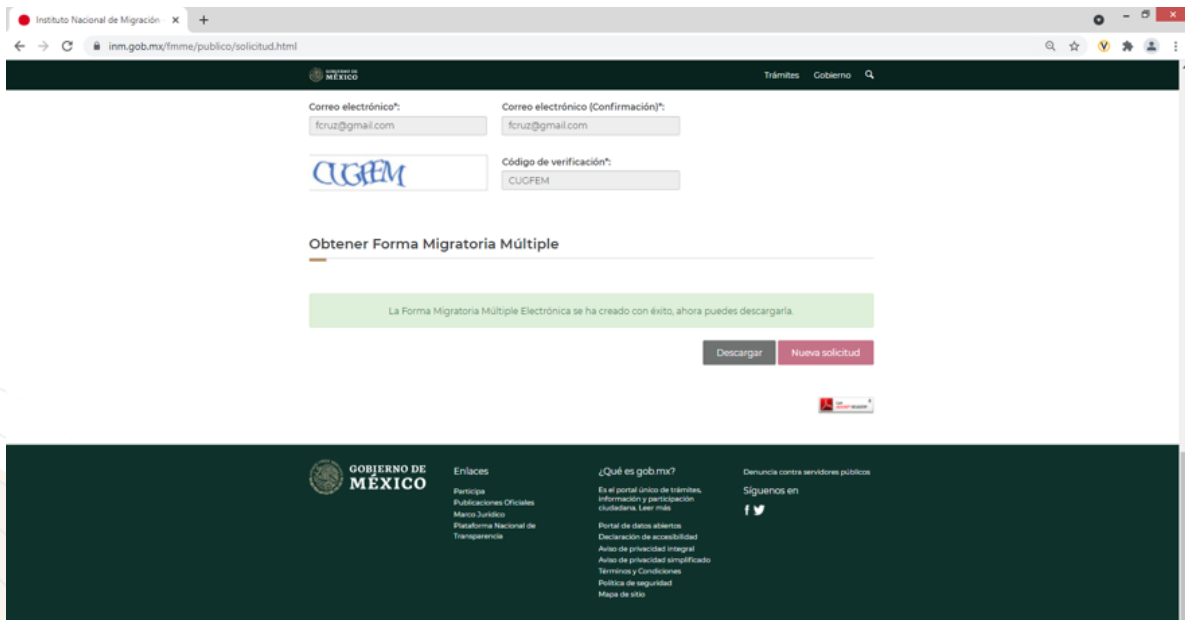 Instituto Nacional de Migración
inm.gob.mx/fmme/publico/solicitud.html
GOBIERNO DE
MÉXICO
Trámites Gobierno
Correo electrónico*: Correo electrónico (Confirmación)*:
fcruz@gmail.com fcruz@gmail.com
Código de verificación*:
CUGFEM CUGFEM
Obtener Forma Migratoria Múltiple
La Forma Migratoria Múltiple Electrónica se ha creado con éxito, ahora puedes descargarla.
Descargar Nueva solicitud
GOBIERNO DE
MÉXICO
Enlaces
Participa
Publicaciones Oficiales
Marco Jurídico
Plataforma Nacional de
Transparencia
¿Qué es gob.mx?
Es el portal único de trámites,
información y participación
ciudadana. Leer más
Portal de datos abiertos
Declaración de accesibilidad
Aviso de privacidad integral
Aviso de privacidad simplificado
Términos y Condiciones
Política de seguridad
Mapa de sitio
Denuncia contra servidores públicos
Síguenos en